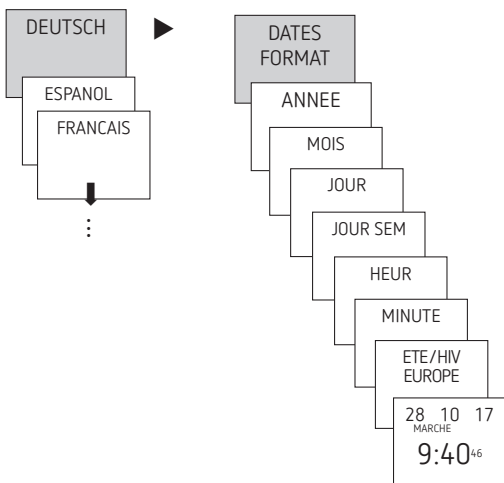 DEUTSCH
ESPANOL
FRANCAIS
DATES
FORMAT
ANNEE
MOIS
JOUR
JOUR SEM
HEUR
MINUTE
ETE/HIV
EUROPE
28 10 17
MARCHE
9:40 46